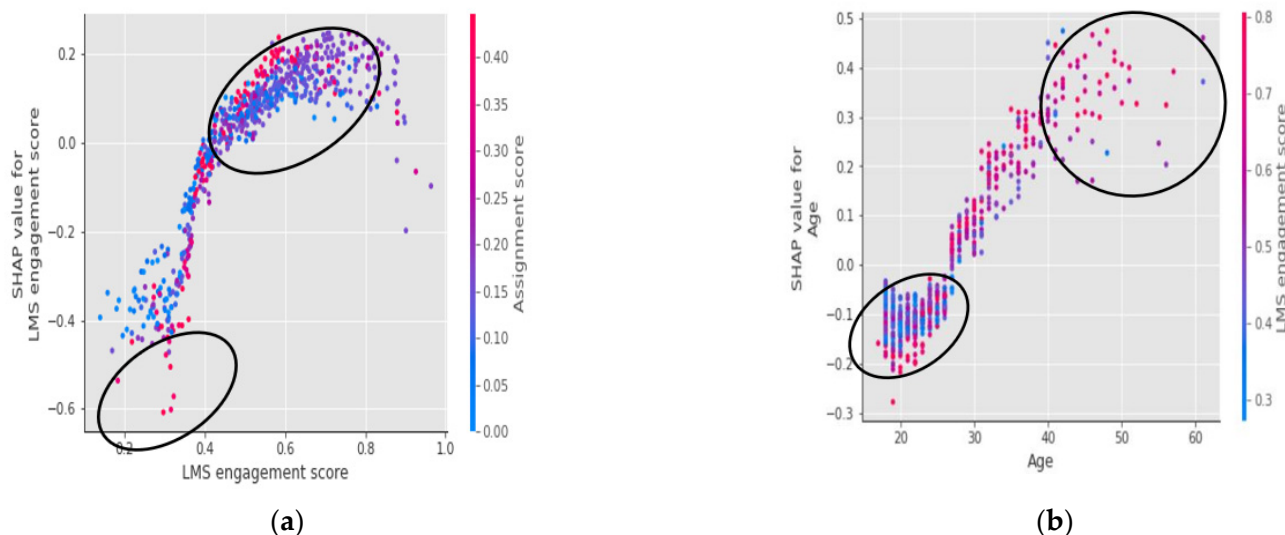 0.2
0.0
−0.2
−0.4
−0.6
SHAP value for
LMS engagement score
0.2 0.4 0.6 0.8 1.0
LMS engagement score
0.40
0.35
0.30
0.25
0.20
0.15
0.10
0.05
0.00
Assignment score
(a)
0.5
0.4
0.3
0.2
0.1
0.0
−0.1
−0.2
−0.3
SHAP value for
Age
20 30 40 50 60
Age
0.8
0.7
0.6
0.5
0.4
0.3
LMS engagement score
(b)